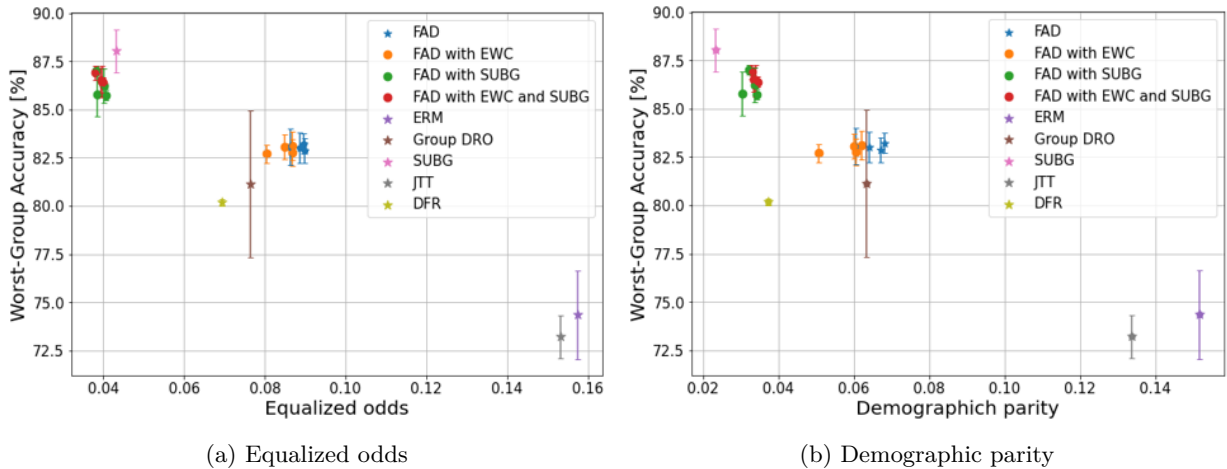 90.0
87.5
85.0
82.5
80.0
77.5
75.0
72.5
Worst-Group Accuracy [%]
0.04 0.06 0.08 0.10 0.12 0.14 0.16
Equalized odds
FAD
FAD with EWC
FAD with SUBG
FAD with EWC and SUBG
ERM
Group DRO
SUBG
JTT
DFR
(a) Equalized odds
90.0
87.5
85.0
82.5
80.0
77.5
75.0
72.5
Worst-Group Accuracy [%]
0.02 0.04 0.06 0.08 0.10 0.12 0.14
Demographich parity
FAD
FAD with EWC
FAD with SUBG
FAD with EWC and SUBG
ERM
Group DRO
SUBG
JTT
DFR
(b) Demographic parity